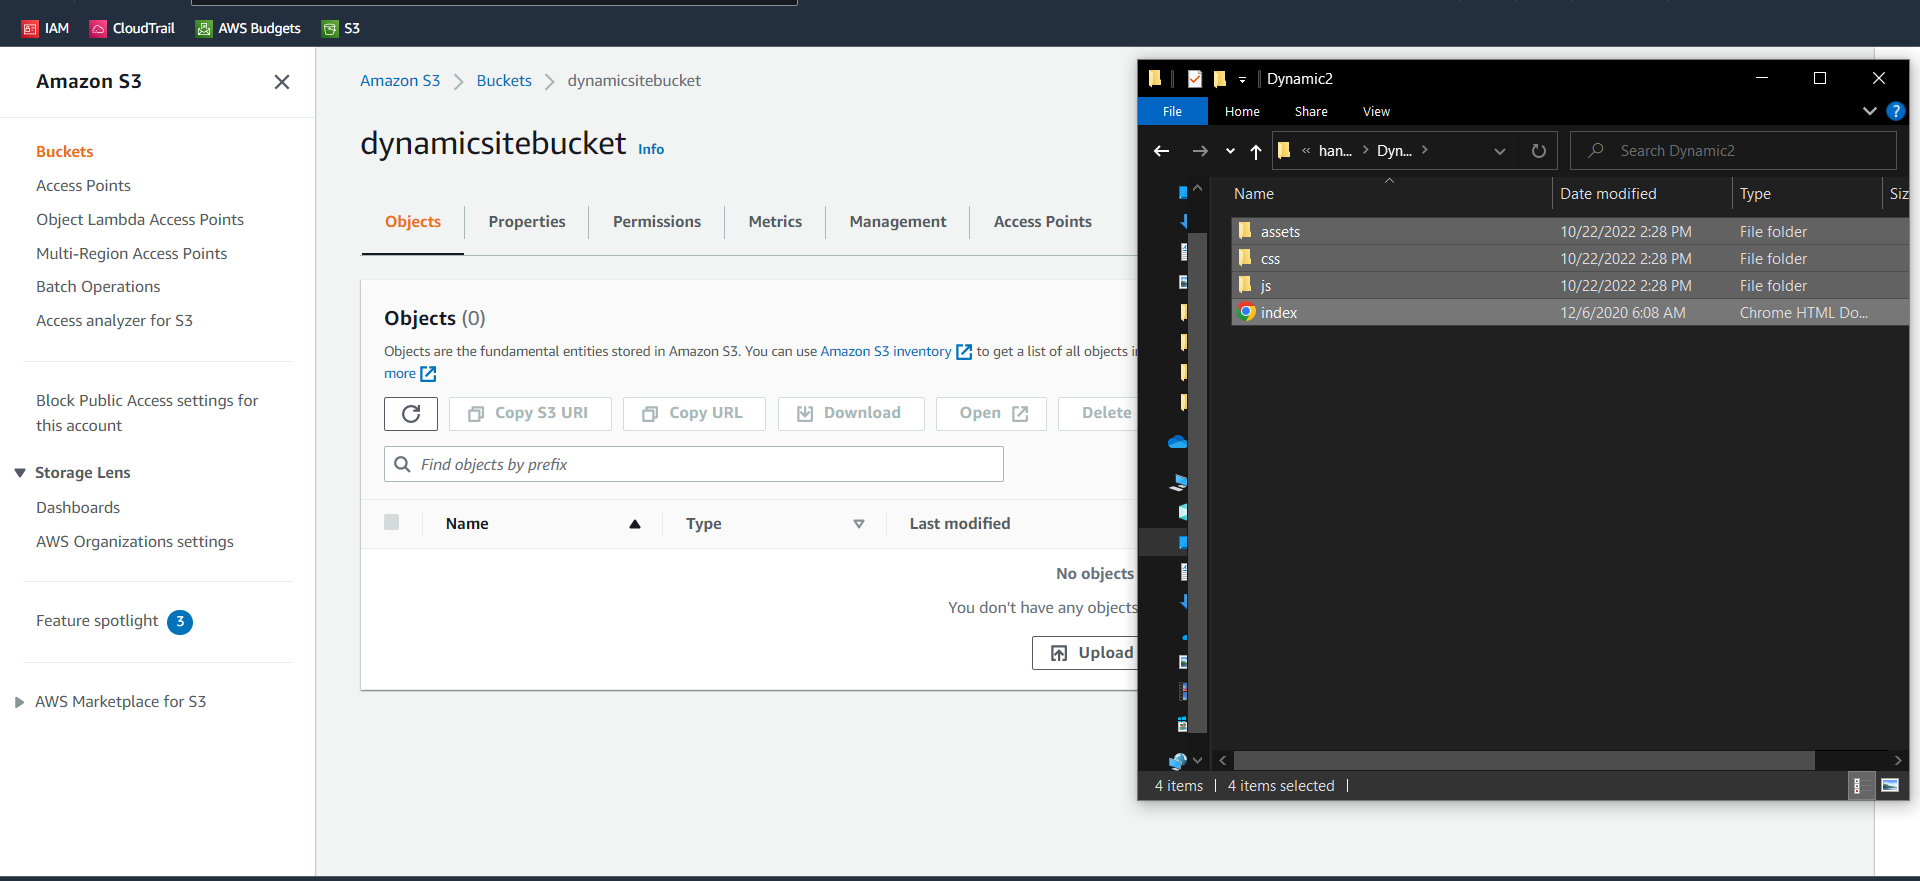 IAM CloudTrail AWS Budgets S3
Amazon S3
Buckets
Access Points
Object Lambda Access Points
Multi-Region Access Points
Batch Operations
Access analyzer for S3
Block Public Access settings for
this account
Storage Lens
Dashboards
AWS Organizations settings
Feature spotlight 3
AWS Marketplace for S3
Amazon S3 Buckets dynamicsitebucket
dynamicsitebucket Info
Objects Properties Permissions Metrics Management Access Points
Objects (0)
Objects are the fundamental entities stored in Amazon S3. You can use Amazon S3 inventory to get a list of all objects
more
Copy S3 URI Copy URL Download Open Delete
Find objects by prefix
Name Type Last modified
No objects
You don't have any objects
Upload
Dynamic2
File Home Share View ?
« han... Dyn... Search Dynamic2
Name Date modified Type Siz
assets 10/22/2022 2:28 PM File folder
css 10/22/2022 2:28 PM File folder
js 10/22/2022 2:28 PM File folder
index 12/6/2020 6:08 AM Chrome HTML Do...
4 items 4 items selected